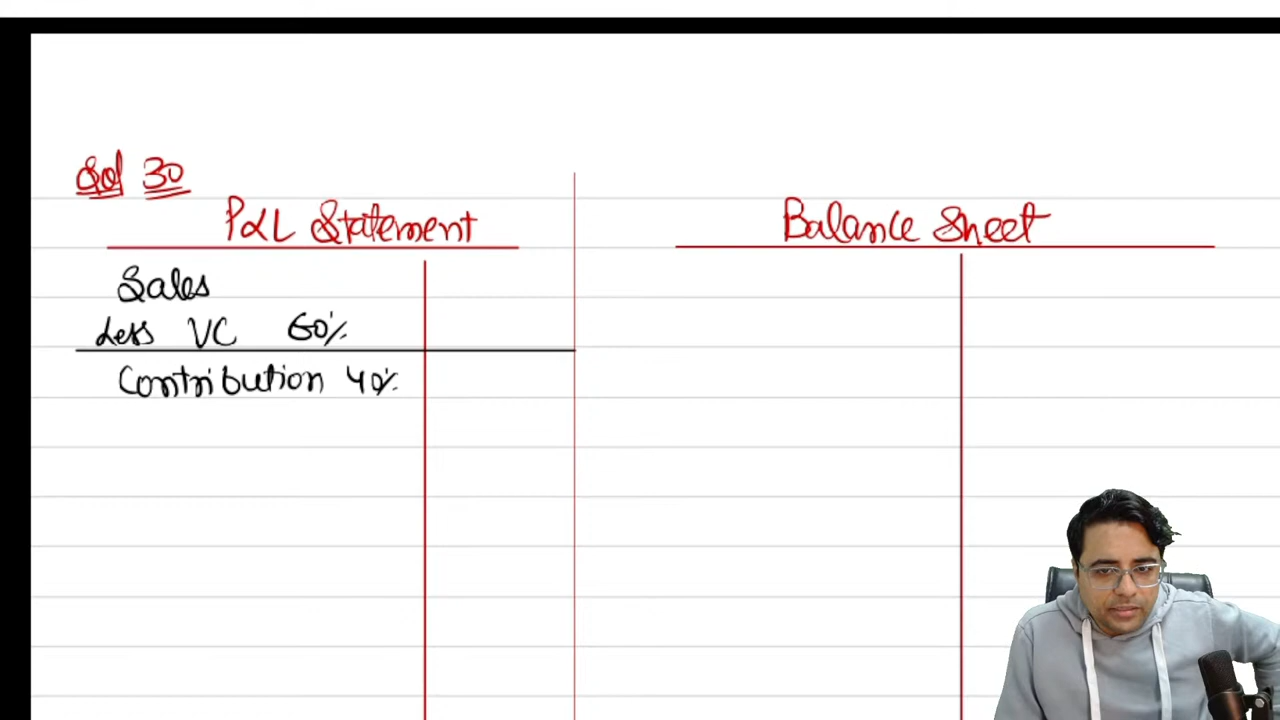 Sol 30
P&L Statement
Balance Sheet
Sales
Less VC 60%
Contribution 40%